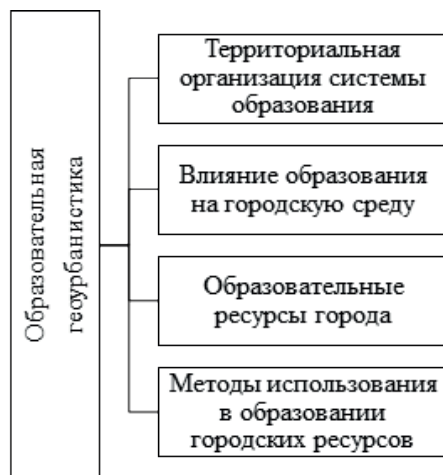 Образовательная
геоурбанистика
Территориальная
организация системы
образования
Влияние образования
на городскую среду
Образовательные
ресурсы города
Методы использования
в образовании
городских ресурсов